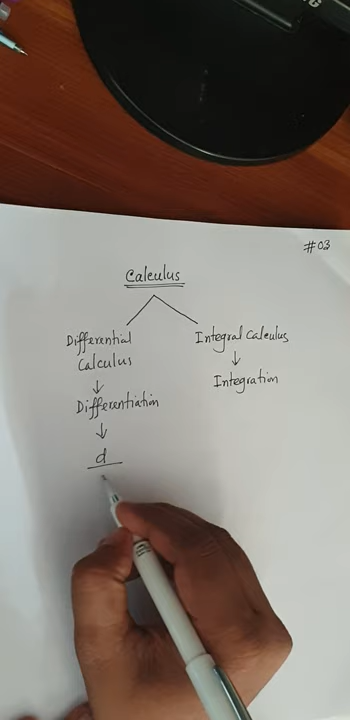 #03
Calculus
Differential
Calculus
Integral Calculus
Differentiation
Integration
d